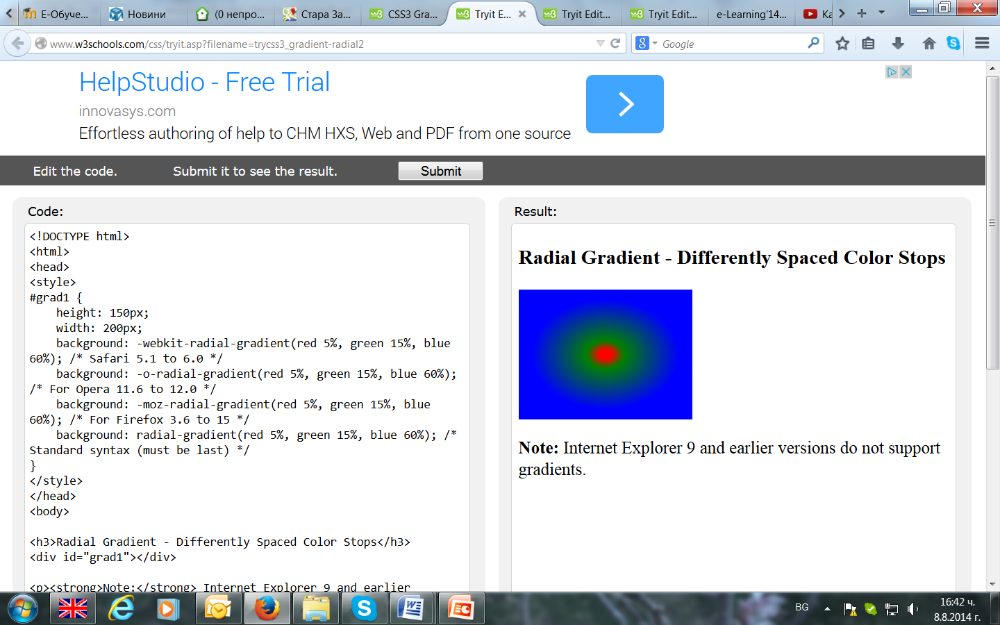 Е-Обуче...
Новини
(0 непро...
Стара За...
CSS3 Gra...
Tryit E...
Tryit Edit...
Tryit Edit...
e-Learning'14...
Ка
www.w3schools.com/css/tryit.asp?filename=trycss3_gradient-radial2
Google
HelpStudio - Free Trial
innovasys.com
Effortless authoring of help to CHM HXS, Web and PDF from one source
Edit the code.
Submit it to see the result.
Submit
Code:
<!DOCTYPE html>
<html>
<head>
<style>
#grad1 {
    height: 150px;
    width: 200px;
    background: -webkit-radial-gradient(red 5%, green 15%, blue
60%); /* Safari 5.1 to 6.0 */
    background: -o-radial-gradient(red 5%, green 15%, blue 60%);
/* For Opera 11.6 to 12.0 */
    background: -moz-radial-gradient(red 5%, green 15%, blue
60%); /* For Firefox 3.6 to 15 */
    background: radial-gradient(red 5%, green 15%, blue 60%); /*
Standard syntax (must be last) */
}
</style>
</head>
<body>
<h3>Radial Gradient - Differently Spaced Color Stops</h3>
<div id="grad1"></div>
<p><strong>Note:</strong> Internet Explorer 9 and earlier
Result:
Radial Gradient - Differently Spaced Color Stops
Note: Internet Explorer 9 and earlier versions do not support
gradients.
BG
16:42 ч.
8.8.2014 г.